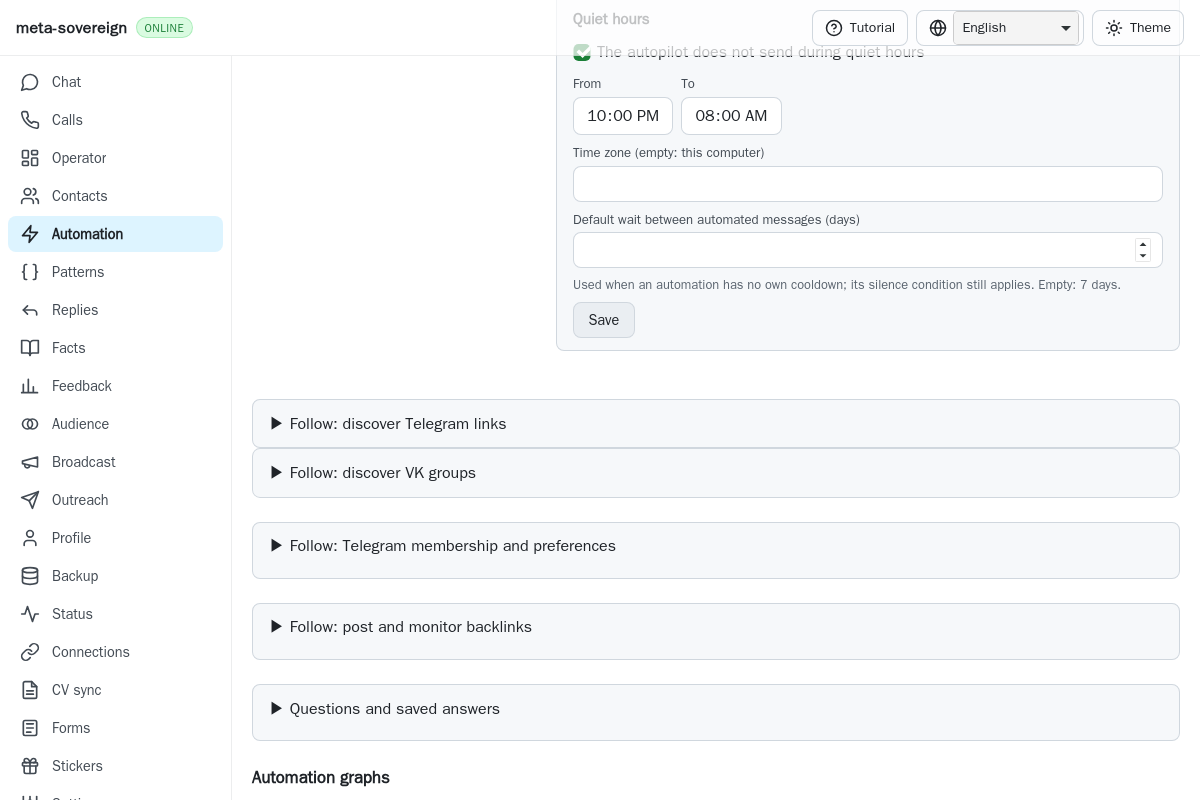 meta-sovereign
ONLINE
Tutorial
English
Theme
Chat
Calls
Operator
Contacts
Automation
Patterns
Replies
Facts
Feedback
Audience
Broadcast
Outreach
Profile
Backup
Status
Connections
CV sync
Forms
Stickers
Quiet hours
The autopilot does not send during quiet hours
From To
10:00 PM 08:00 AM
Time zone (empty: this computer)
Default wait between automated messages (days)
Used when an automation has no own cooldown; its silence condition still applies. Empty: 7 days.
Save
Follow: discover Telegram links
Follow: discover VK groups
Follow: Telegram membership and preferences
Follow: post and monitor backlinks
Questions and saved answers
Automation graphs